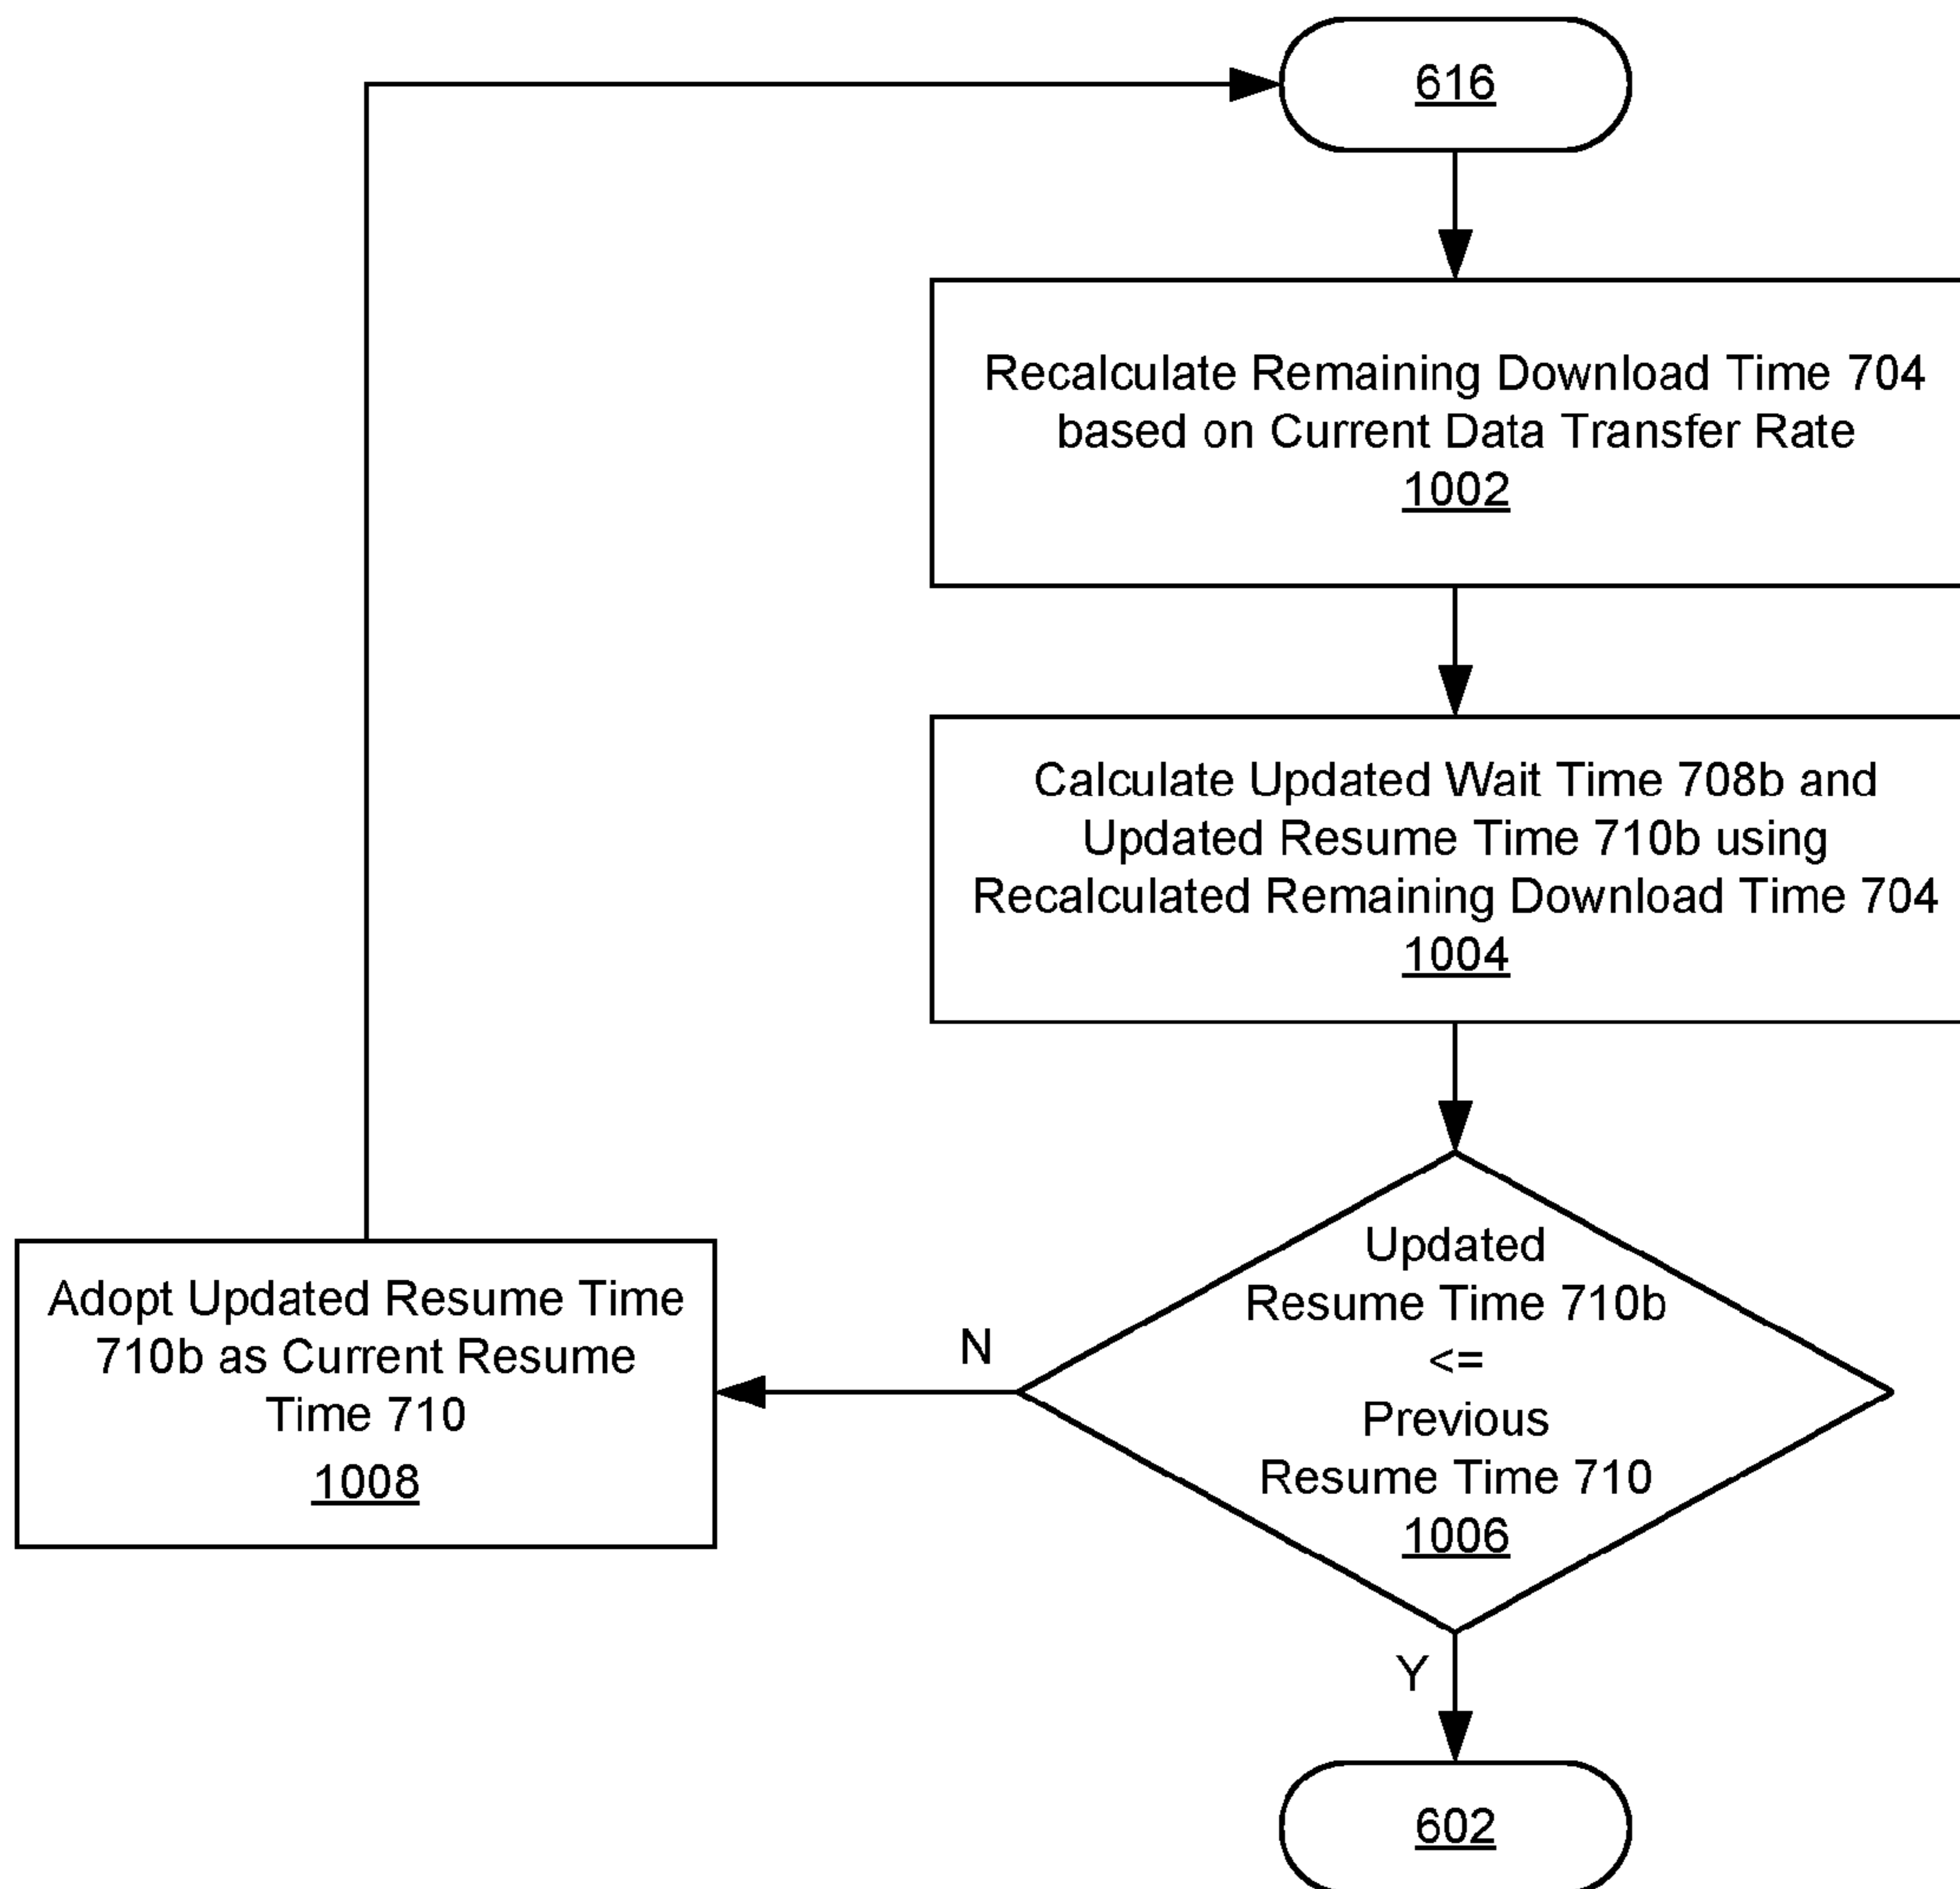 616
Recalculate Remaining Download Time 704
based on Current Data Transfer Rate
1002
Calculate Updated Wait Time 708b and
Updated Resume Time 710b using
Recalculated Remaining Download Time 704
1004
Updated
Resume Time 710b
<=
Previous
Resume Time 710
1006
N
Adopt Updated Resume Time
710b as Current Resume
Time 710
1008
Y
602